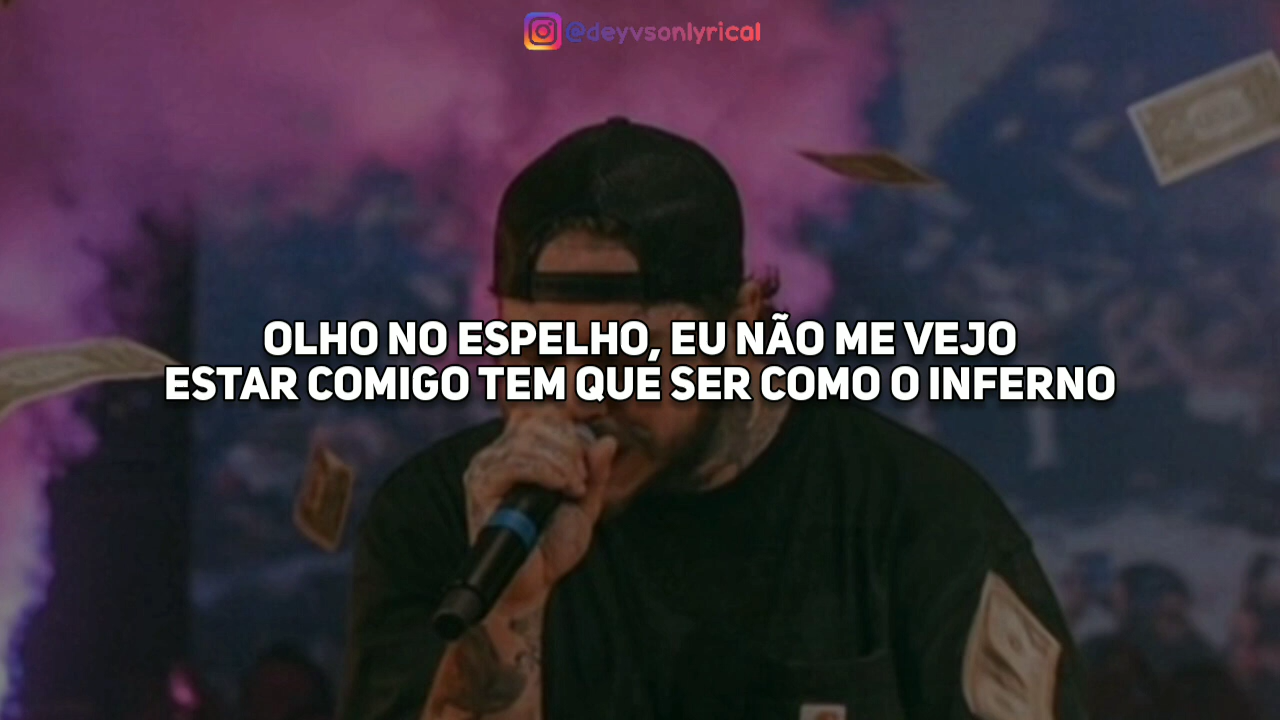 @deyvsonlyrical
OLHO NO ESPELHO, EU NÃO ME VEJO
ESTAR COMIGO TEM QUE SER COMO O INFERNO